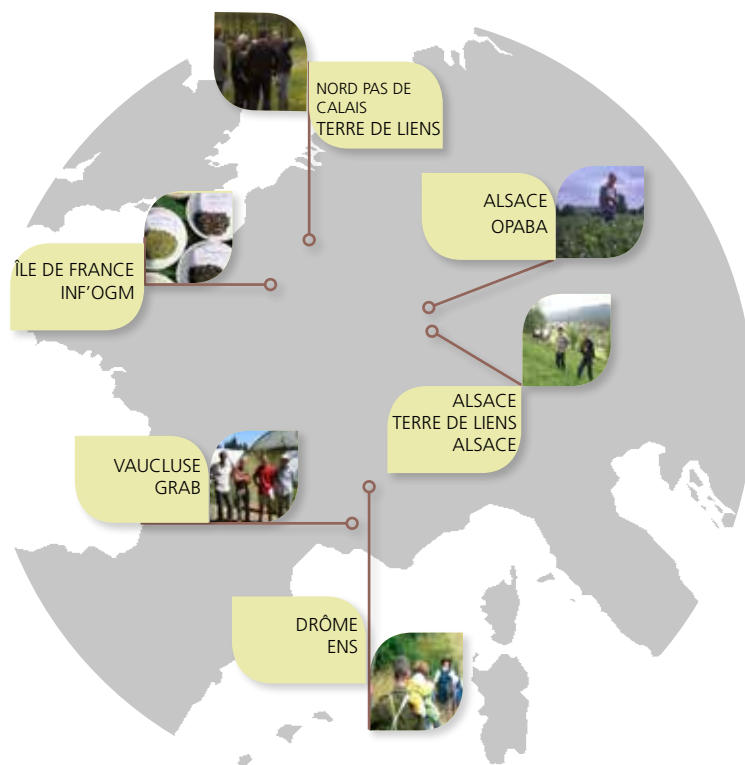 NORD PAS DE
CALAIS
TERRE DE LIENS
ALSACE
OPABA
ÎLE DE FRANCE
INF’OGM
ALSACE
TERRE DE LIENS
ALSACE
VAUCLUSE
GRAB
DRÔME
ENS